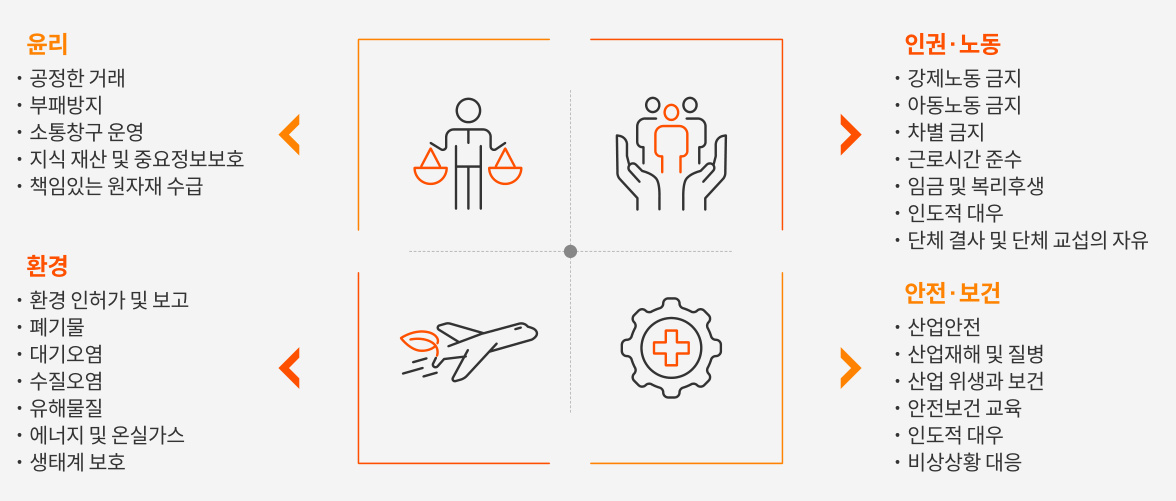 윤리
· 공정한 거래
· 부패방지
· 소통창구 운영
· 지식 재산 및 중요정보보호
· 책임있는 원자재 수급
환경
· 환경 인허가 및 보고
· 폐기물
· 대기오염
· 수질오염
· 유해물질
· 에너지 및 온실가스
· 생태계 보호
인권·노동
· 강제노동 금지
· 아동노동 금지
· 차별 금지
· 근로시간 준수
· 임금 및 복리후생
· 인도적 대우
· 단체 결사 및 단체 교섭의 자유
안전·보건
· 산업안전
· 산업재해 및 질병
· 산업 위생과 보건
· 안전보건 교육
· 인도적 대우
· 비상상황 대응